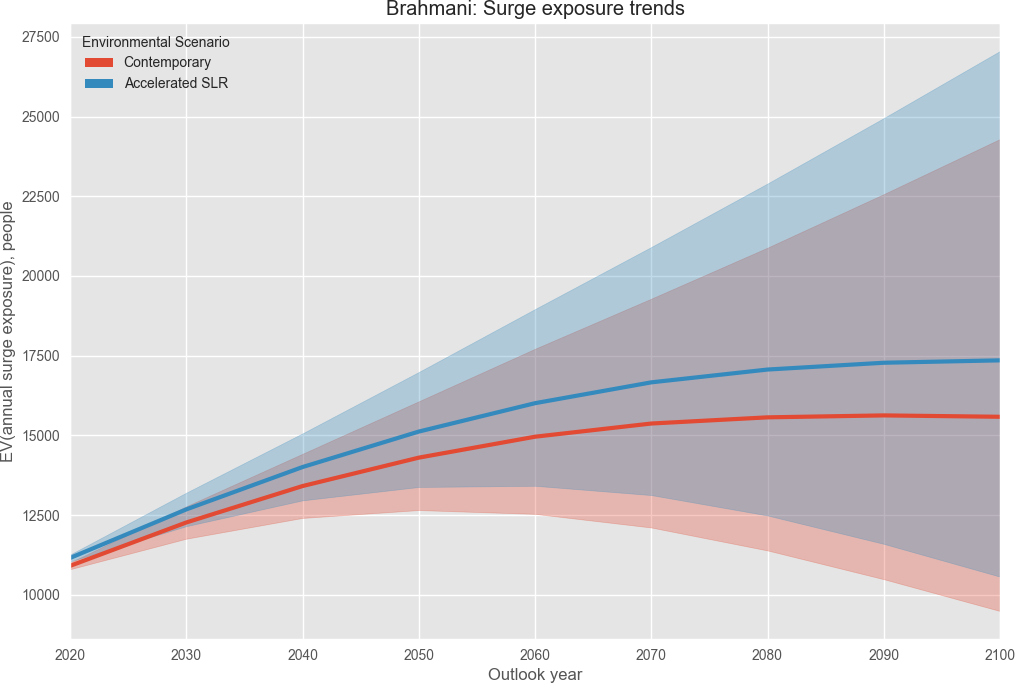 Brahmani: Surge exposure trends
Environmental Scenario
Contemporary
Accelerated SLR
EV(annual surge exposure), people
27500
25000
22500
20000
17500
15000
12500
10000
2020 2030 2040 2050 2060 2070 2080 2090 2100
Outlook year